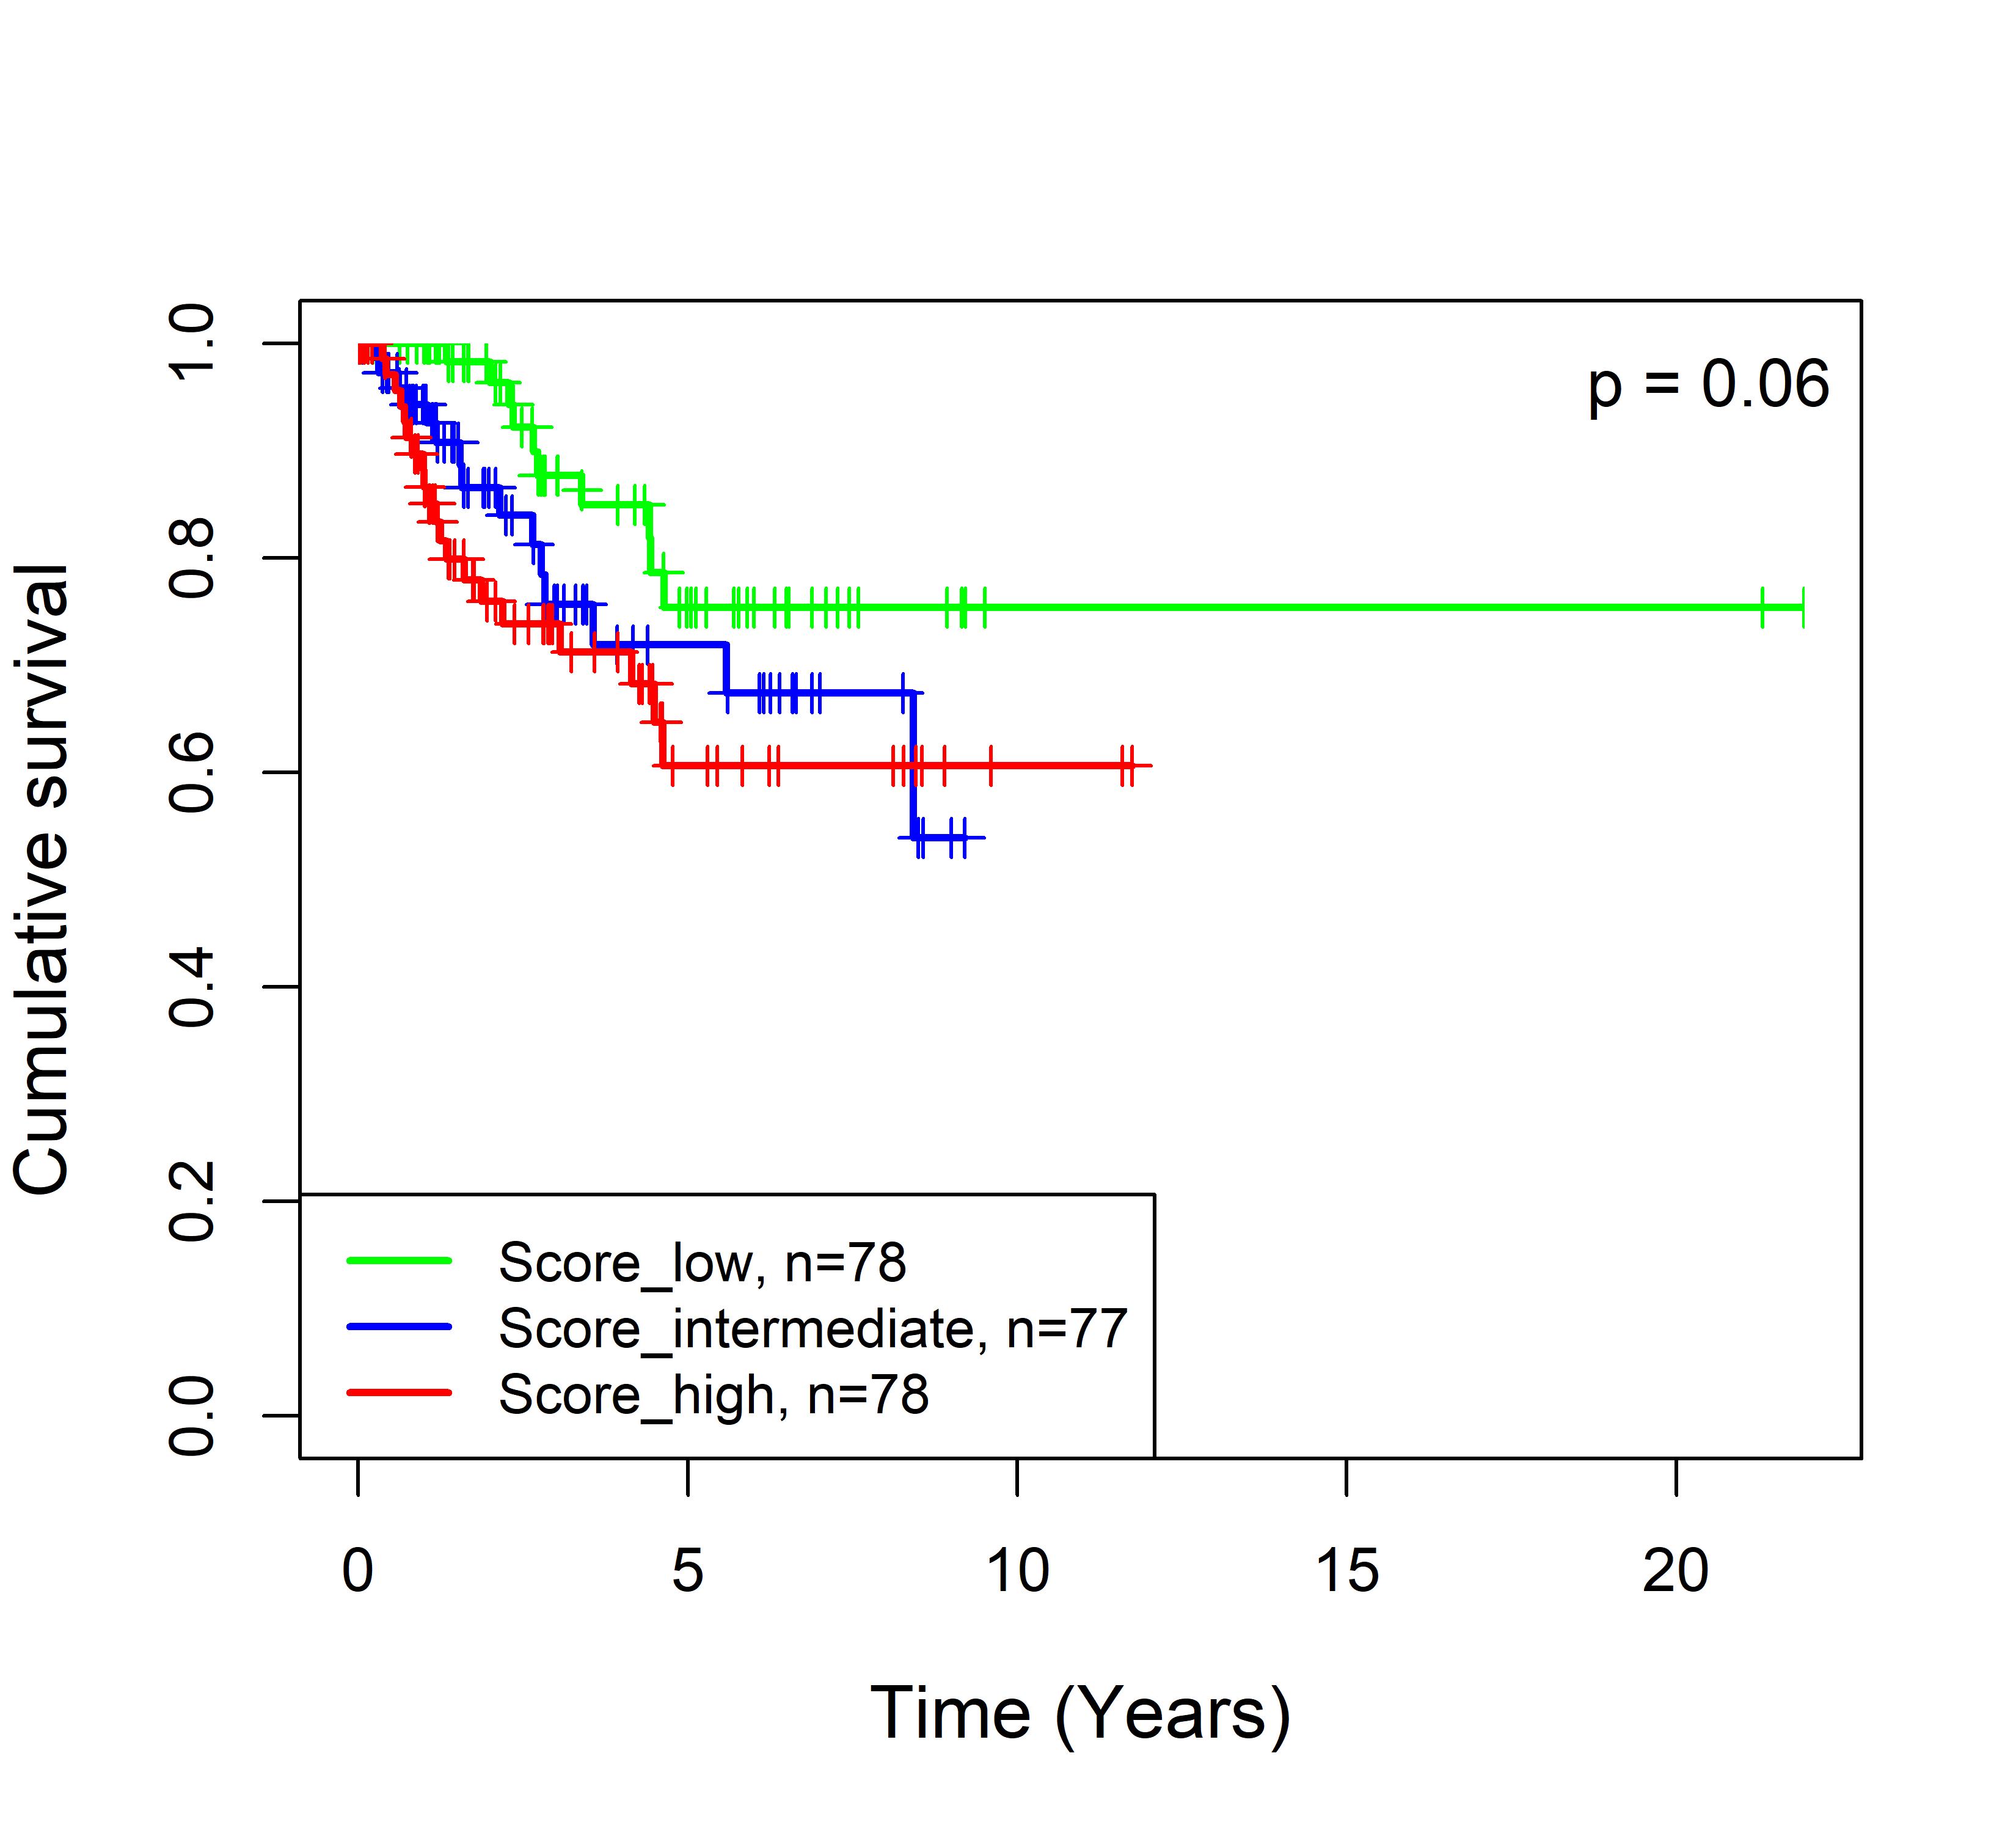 p = 0.06
Cumulative survival
1.0
0.8
0.6
0.4
0.2
0.0
Score_low, n=78
Score_intermediate, n=77
Score_high, n=78
0 5 10 15 20
Time (Years)